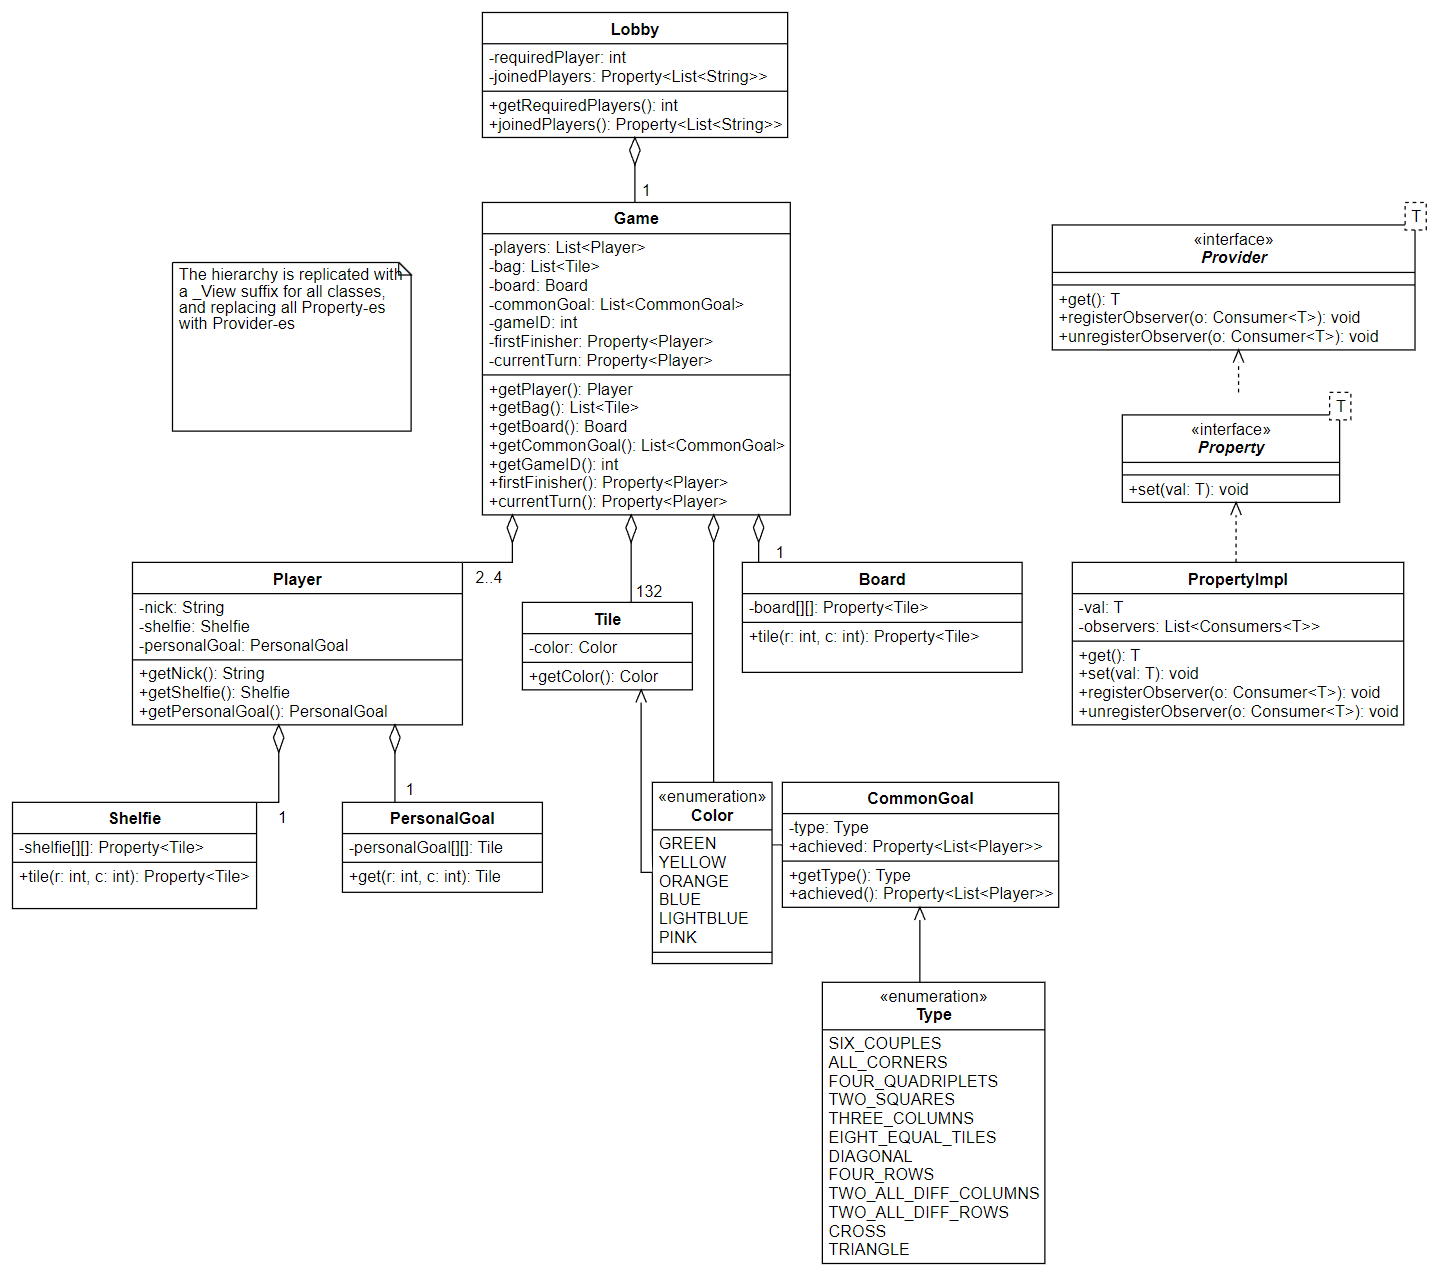 Lobby
-requiredPlayer: int
-joinedPlayers: Property<List<String>>
+getRequiredPlayers(): int
+joinedPlayers(): Property<List<String>>
1
Game
-players: List<Player>
-bag: List<Tile>
-board: Board
-commonGoal: List<CommonGoal>
-gameID: int
-firstFinisher: Property<Player>
-currentTurn: Property<Player>
+getPlayer(): Player
+getBag(): List<Tile>
+getBoard(): Board
+getCommonGoal(): List<CommonGoal>
+getGameID(): int
+firstFinisher(): Property<Player>
+currentTurn(): Property<Player>
The hierarchy is replicated with
a _View suffix for all classes,
and replacing all Property-es
with Provider-es
T
«interface»
Provider
+get(): T
+registerObserver(o: Consumer<T>): void
+unregisterObserver(o: Consumer<T>): void
T
«interface»
Property
+set(val: T): void
PropertyImpl
-val: T
-observers: List<Consumers<T>>
+get(): T
+set(val: T): void
+registerObserver(o: Consumer<T>): void
+unregisterObserver(o: Consumer<T>): void
2..4
Player
-nick: String
-shelfie: Shelfie
-personalGoal: PersonalGoal
+getNick(): String
+getShelfie(): Shelfie
+getPersonalGoal(): PersonalGoal
132
Tile
-color: Color
+getColor(): Color
1
Board
-board[][]: Property<Tile>
+tile(r: int, c: int): Property<Tile>
1
Shelfie
-shelfie[][]: Property<Tile>
+tile(r: int, c: int): Property<Tile>
1
PersonalGoal
-personalGoal[][]: Tile
+get(r: int, c: int): Tile
«enumeration»
Color
GREEN
YELLOW
ORANGE
BLUE
LIGHTBLUE
PINK
CommonGoal
-type: Type
+achieved: Property<List<Player>>
+getType(): Type
+achieved(): Property<List<Player>>
«enumeration»
Type
SIX_COUPLES
ALL_CORNERS
FOUR_QUADRIPLETS
TWO_SQUARES
THREE_COLUMNS
EIGHT_EQUAL_TILES
DIAGONAL
FOUR_ROWS
TWO_ALL_DIFF_COLUMNS
TWO_ALL_DIFF_ROWS
CROSS
TRIANGLE